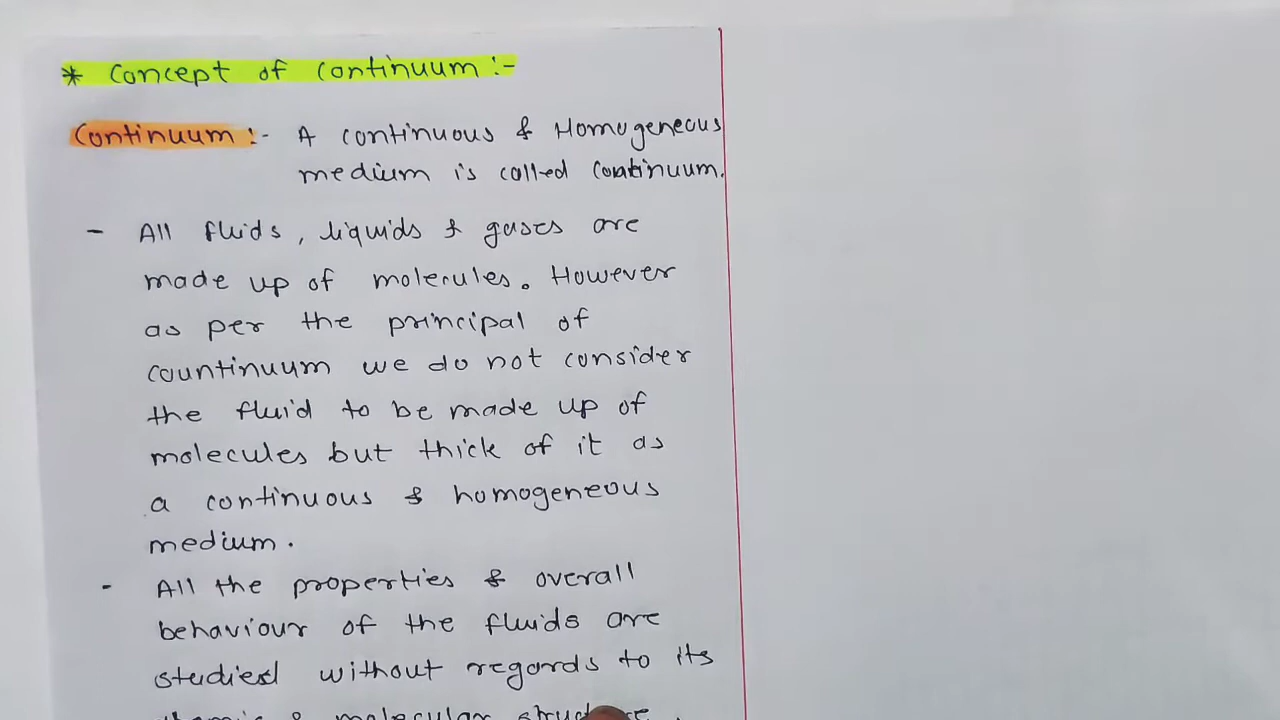 * Concept of Continuum :-
Continuum :- A continuous & Homogeneous
medium is called Continuum.
- All fluids, liquids & gases are
made up of molecules. However
as per the principal of
countinuum we do not consider
the fluid to be made up of
molecules but thick of it as
a continuous & homogeneous
medium.
- All the properties & overall
behaviour of the fluids are
studied without regards to its
& molecular structure.